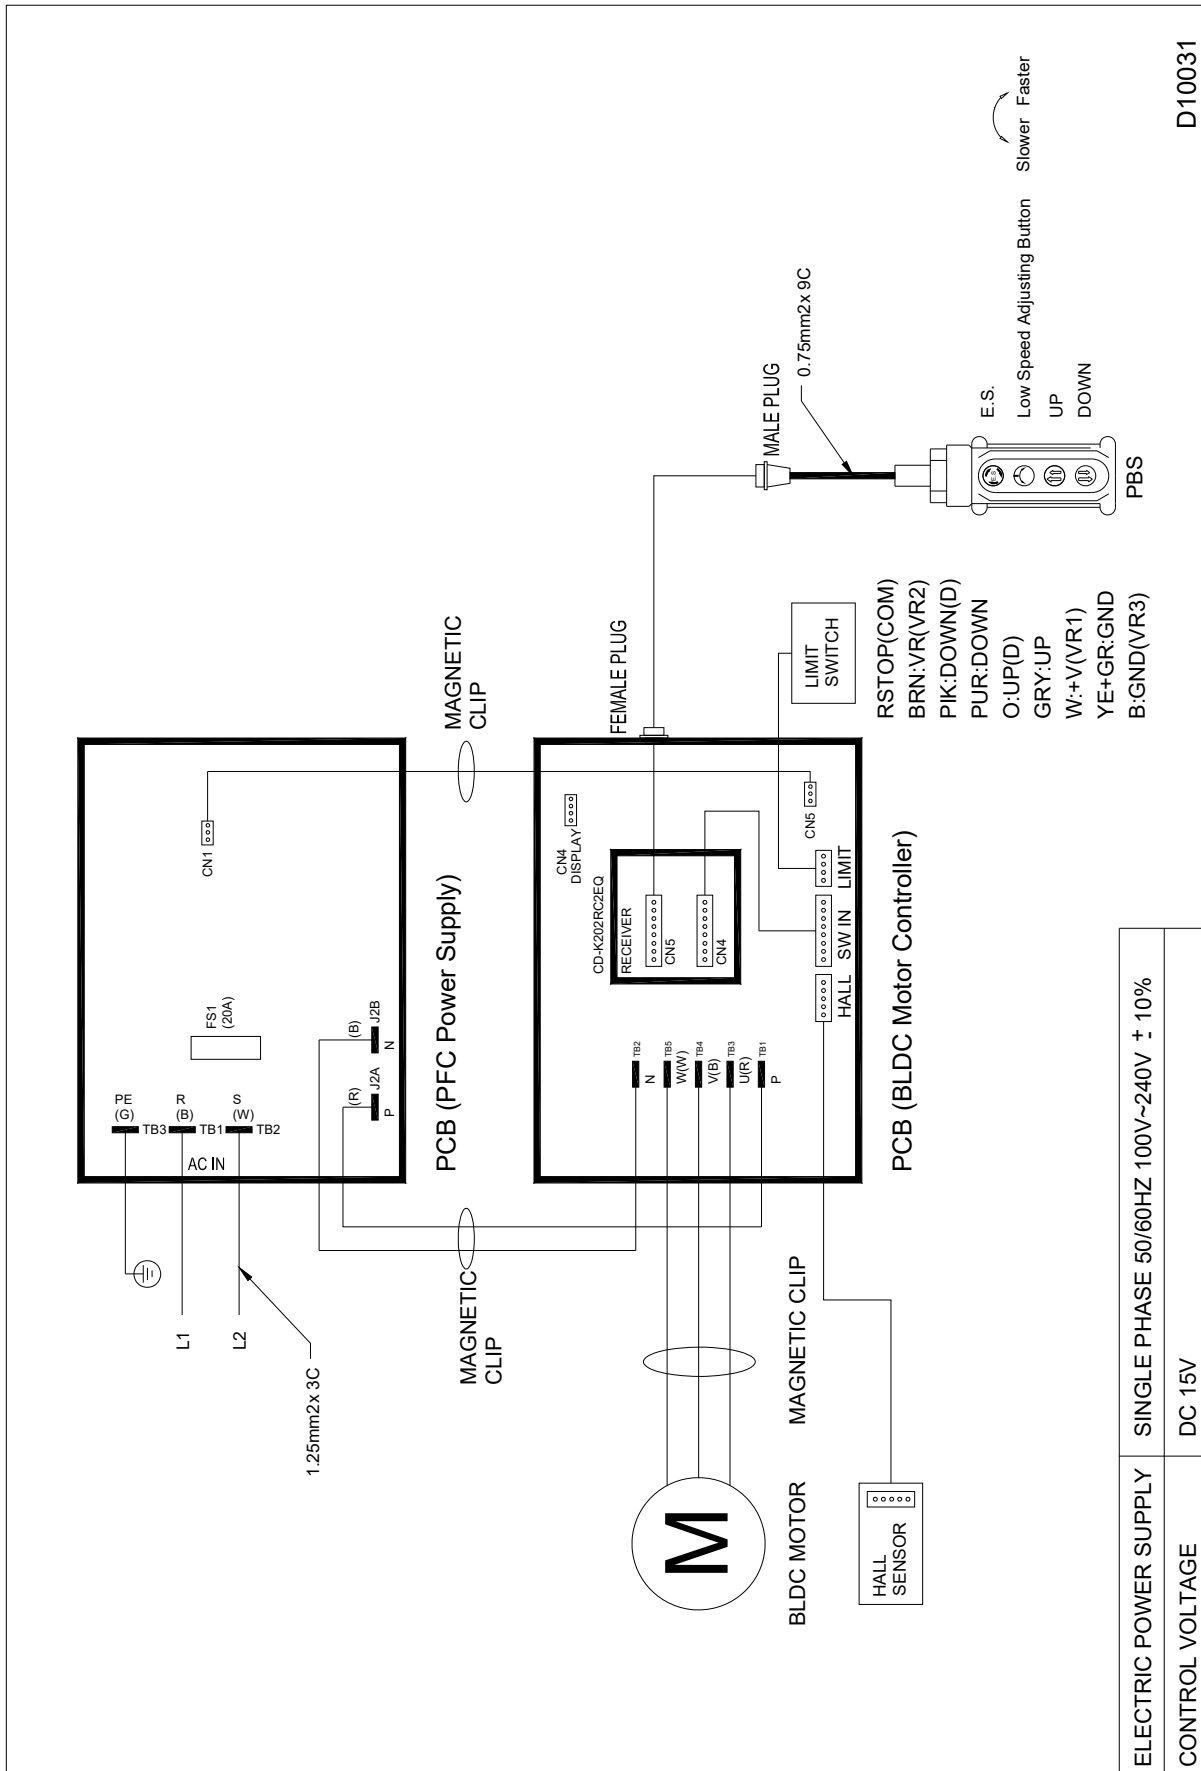 D10031
L1
L2
1.25mm2x 3C
PE
(G)
TB3
R
(B)
TB1
S
(W)
TB2
AC IN
FS1
(20A)
CN1
(R)
J2A
P
(B)
J2B
N
PCB (PFC Power Supply)
MAGNETIC
CLIP
MAGNETIC
CLIP
FEMALE PLUG
MALE PLUG
0.75mm2x 9C
CN4
DISPLAY
CD-K202RC2EQ
RECEIVER
CN5
CN4
TB2
N
TB5
W(W)
TB4
V(B)
TB3
U(R)
TB1
P
HALL
SW IN
LIMIT
CN5
PCB (BLDC Motor Controller)
LIMIT
SWITCH
M
BLDC MOTOR
MAGNETIC CLIP
HALL
SENSOR
RSTOP(COM)
BRN:VR(VR2)
PIK:DOWN(D)
PUR:DOWN
O:UP(D)
GRY:UP
W:+V(VR1)
YE+GR:GND
B:GND(VR3)
E.S.
E.S.
Low Speed Adjusting Button Slower Faster
UP
DOWN
PBS
ELECTRIC POWER SUPPLY SINGLE PHASE 50/60HZ 100V~240V ± 10%
CONTROL VOLTAGE DC 15V